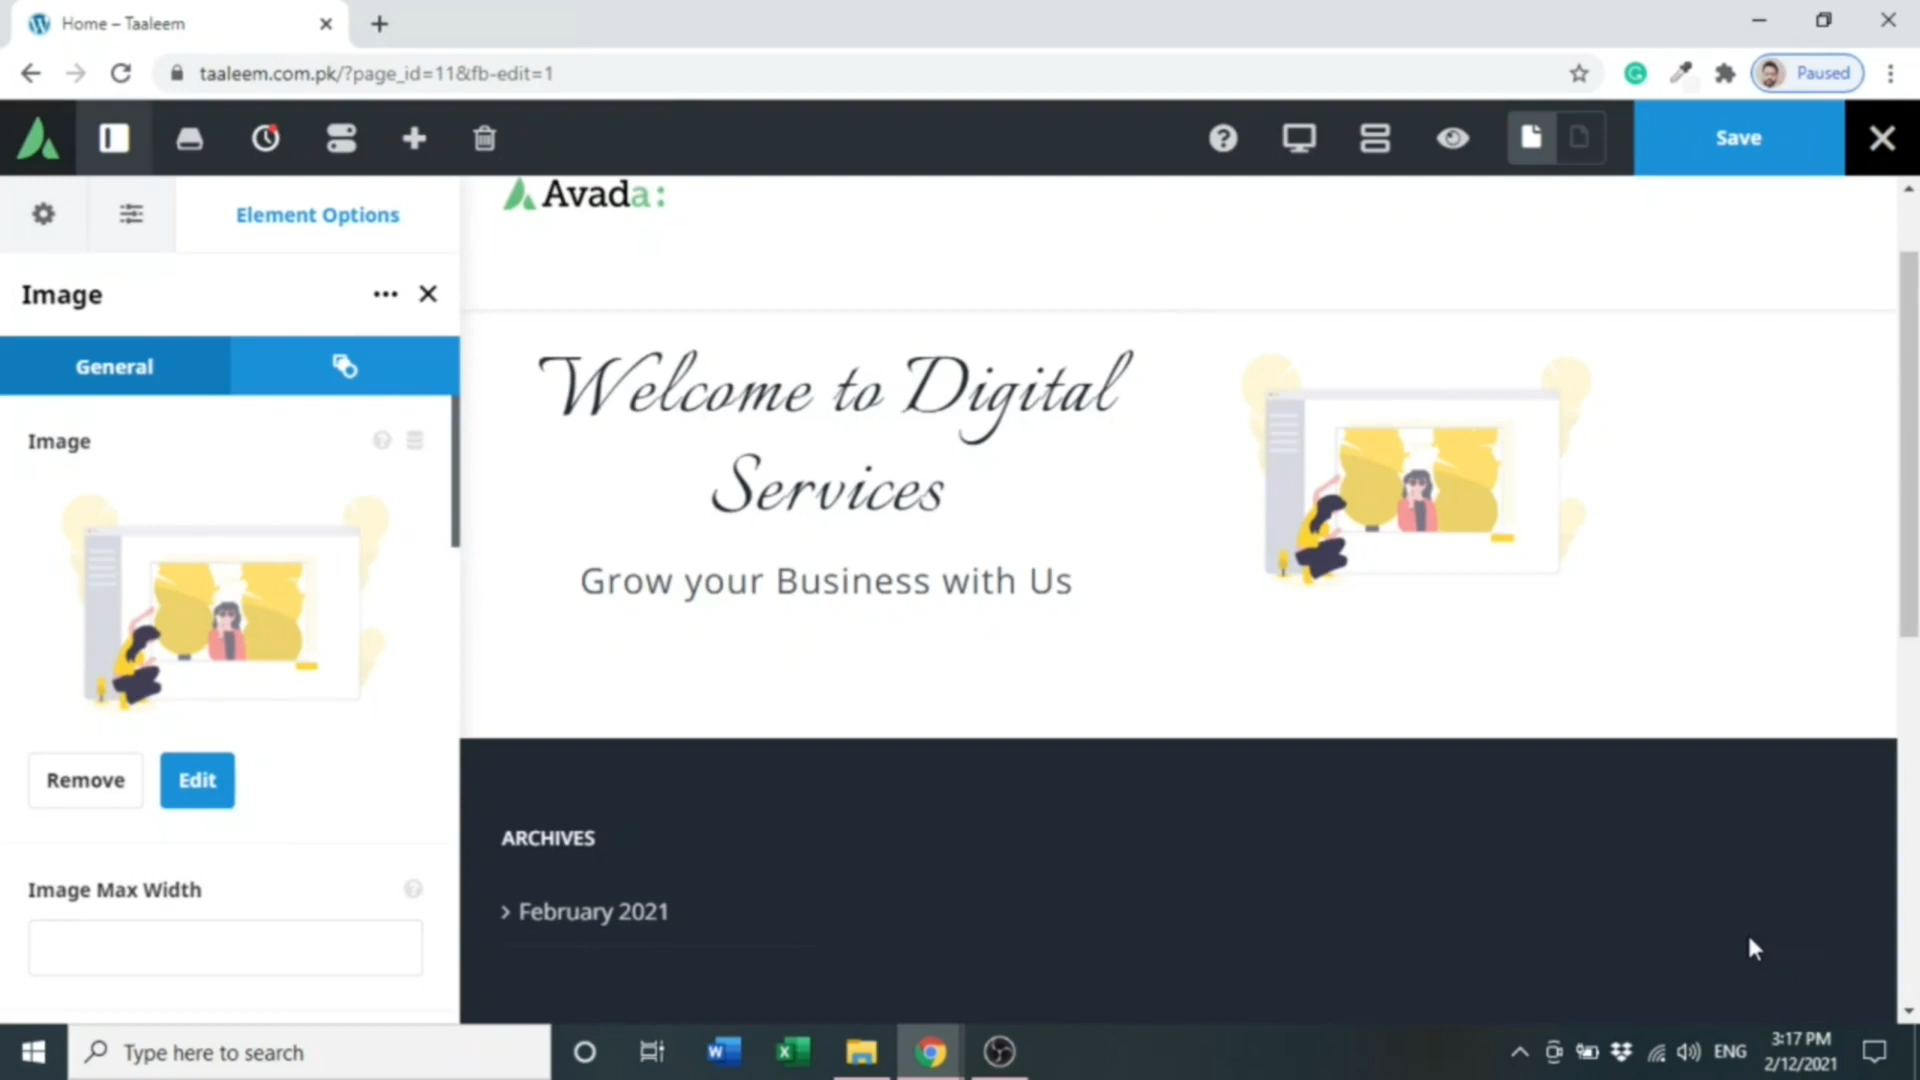 Home – Taaleem
taaleem.com.pk/?page_id=11&fb-edit=1
Paused
Save
Element Options
Avada:
Image
General
Welcome to Digital
Services
Image
Grow your Business with Us
Remove
Edit
ARCHIVES
Image Max Width
February 2021
Type here to search
ENG
3:17 PM
2/12/2021